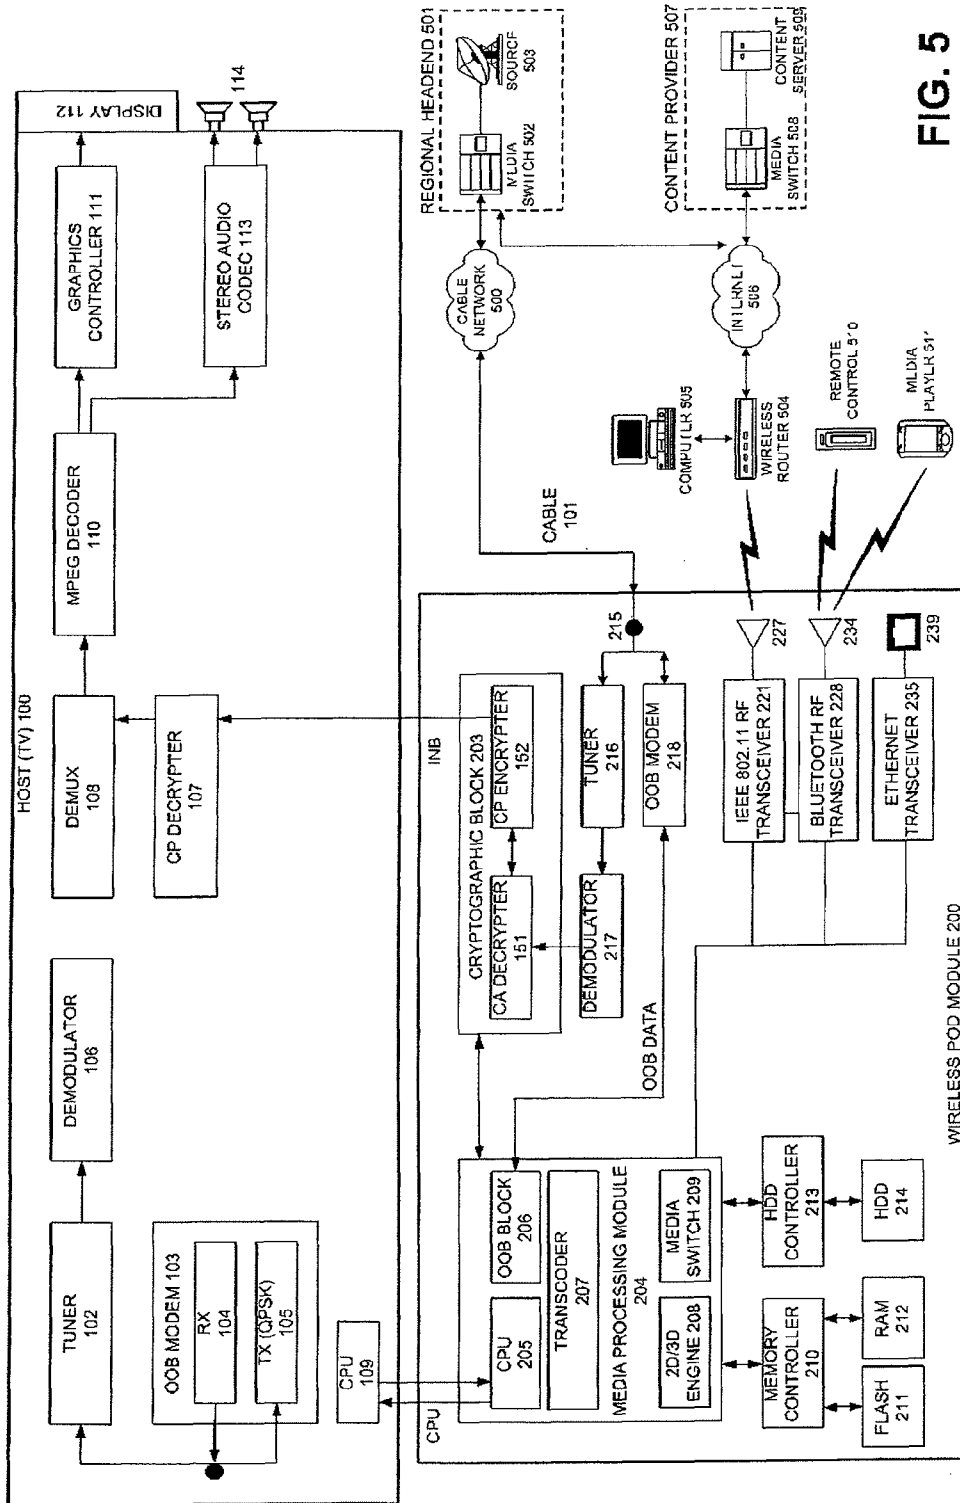 HOST (TV) 100
TUNER
102
DEMODULATOR
106
OOB MODEM 103
RX
104
TX (QPSK)
105
CPU
109
DEMUX
108
CP DECRYPTER
107
MPEG DECODER
110
GRAPHICS
CONTROLLER 111
STEREO AUDIO
CODEC 113
DISPLAY 112
114
CPU
INB
CPU
205
OOB BLOCK
206
TRANSCODER
207
MEDIA PROCESSING MODULE
204
2D/3D
ENGINE 208
MEDIA
SWITCH 209
CRYPTOGRAPHIC BLOCK 203
CA DECRYPTER
151
CP ENCRYPTER
152
DEMODULATOR
217
TUNER
216
OOB MODEM
218
OOB DATA
215
MEMORY
CONTROLLER
210
FLASH
211
RAM
212
HDD
CONTROLLER
213
HDD
214
IEEE 802.11 RF
TRANSCEIVER 221
227
BLUETOOTH RF
TRANSCEIVER 228
234
ETHERNET
TRANSCEIVER 235
239
WIRELESS POD MODULE 200
CABLE
101
CABLE
NETWORK
500
REGIONAL HEADEND 501
MEDIA
SWITCH 502
SOURCE
503
COMPUTER 505
WIRELESS
ROUTER 504
INTERNET
506
CONTENT PROVIDER 507
MEDIA
SWITCH 508
CONTENT
SERVER 509
REMOTE
CONTROL 510
MEDIA
PLAYER 511
FIG. 5